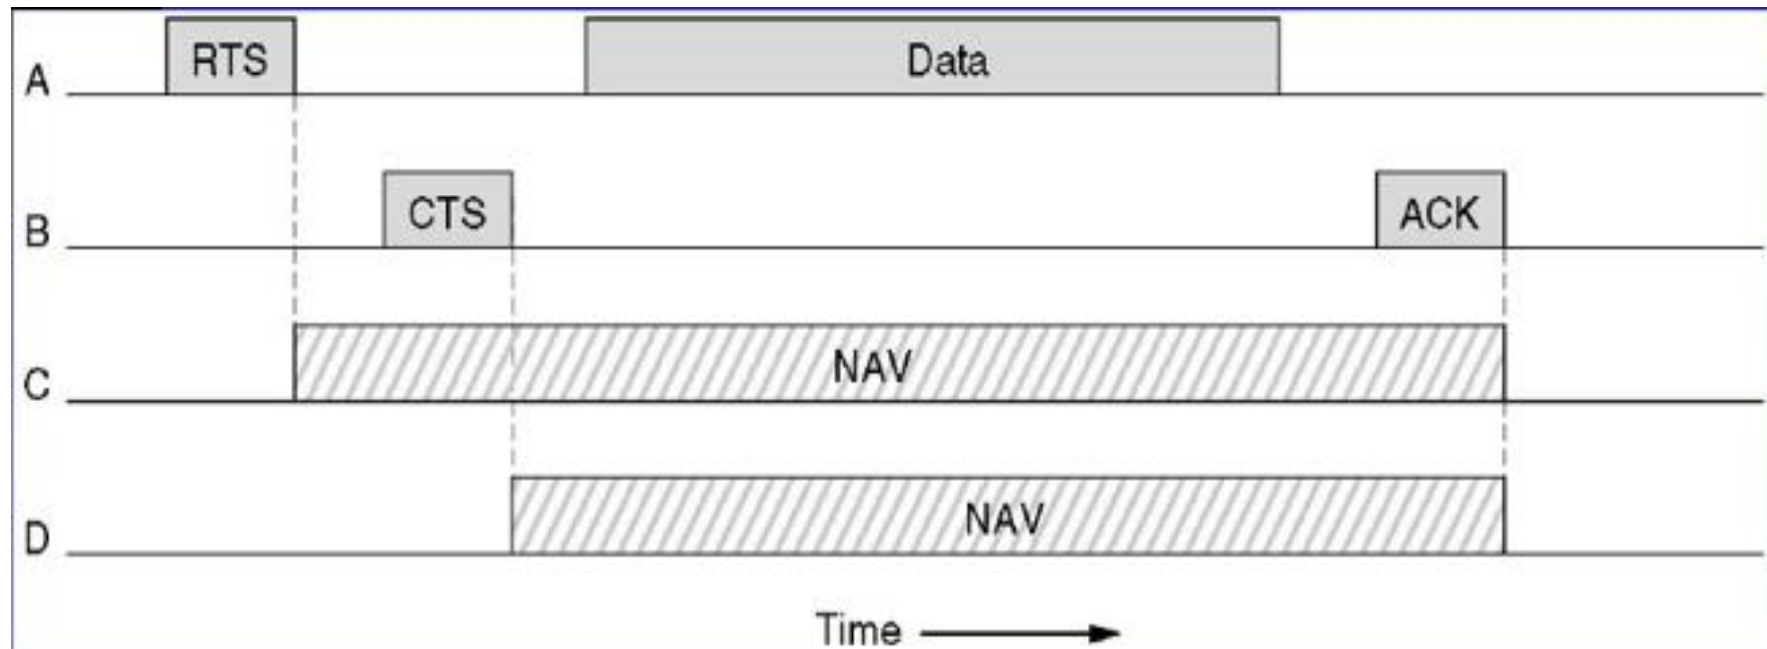 A RTS Data
B CTS ACK
C NAV
D NAV
Time